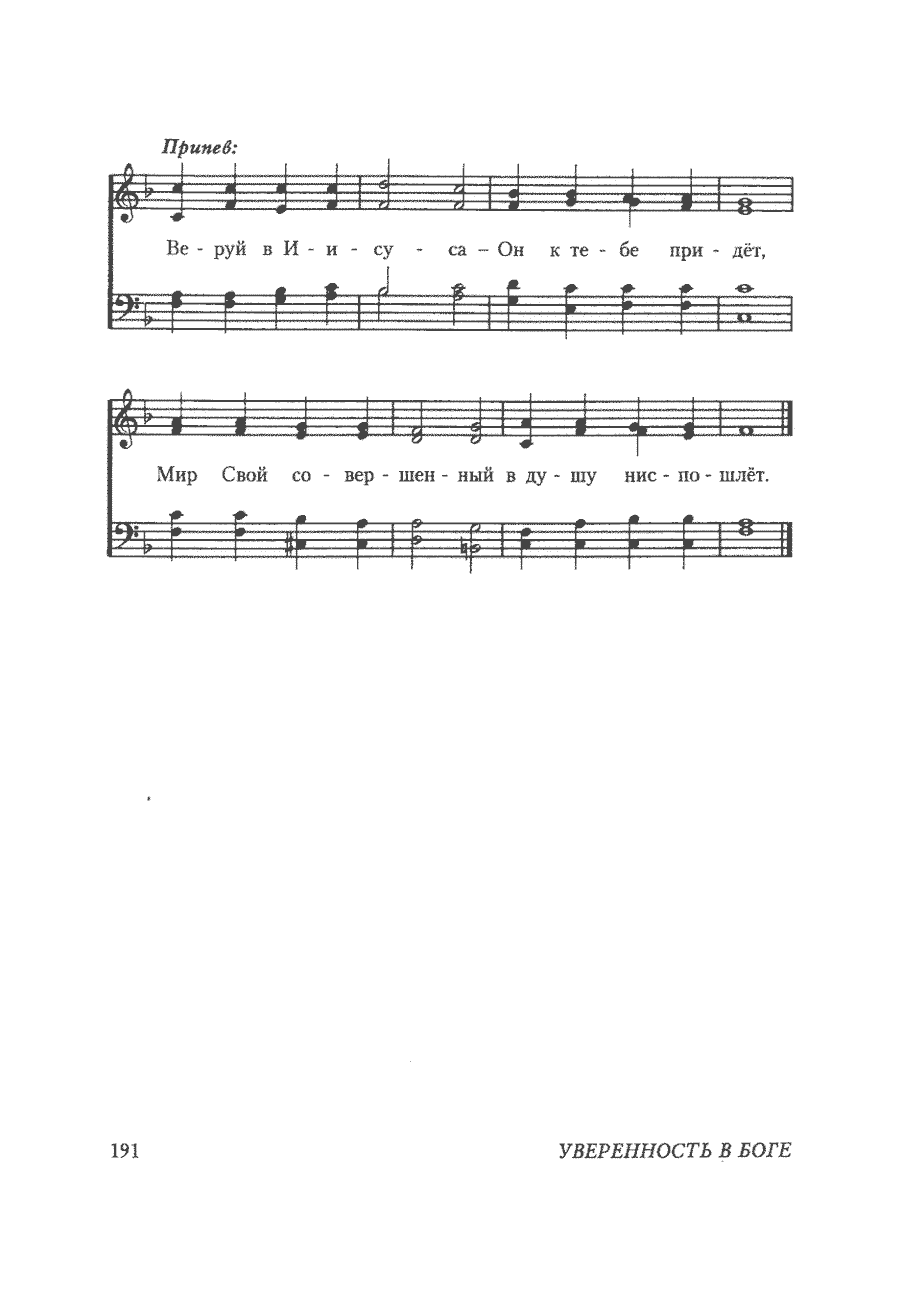 Припев:
Ве - руй в И - и - су - са – Он к те - бе при - дёт,
Мир Свой со - вер - шен - ный в ду - шу нис - по - шлёт.
191 УВЕРЕННОСТЬ В БОГЕ